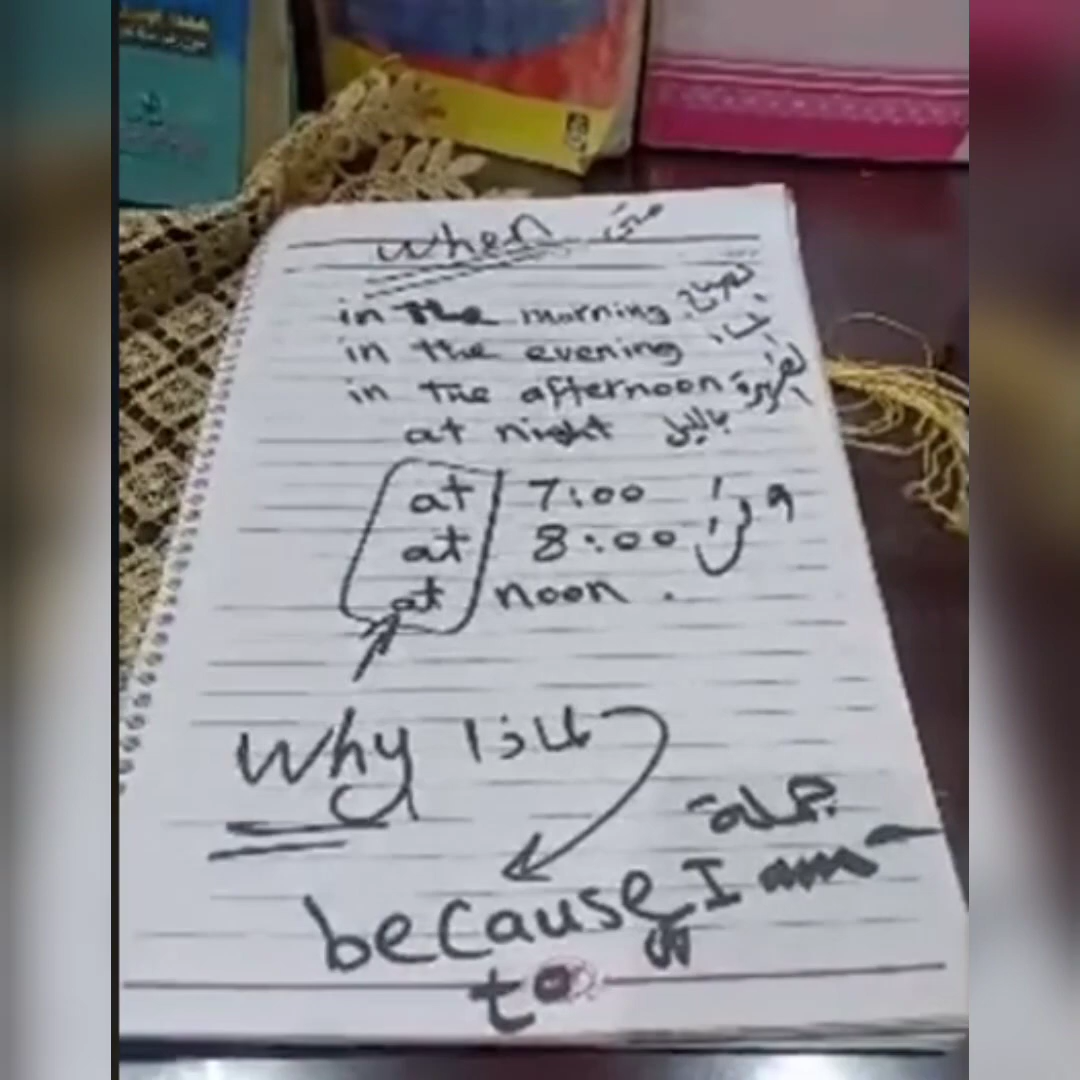 when متى
in the morning
in the evening
in the afternoon
at night بالليل
at 7:00
at 8:00
at noon.
Why لماذا
جملة
because I am
to